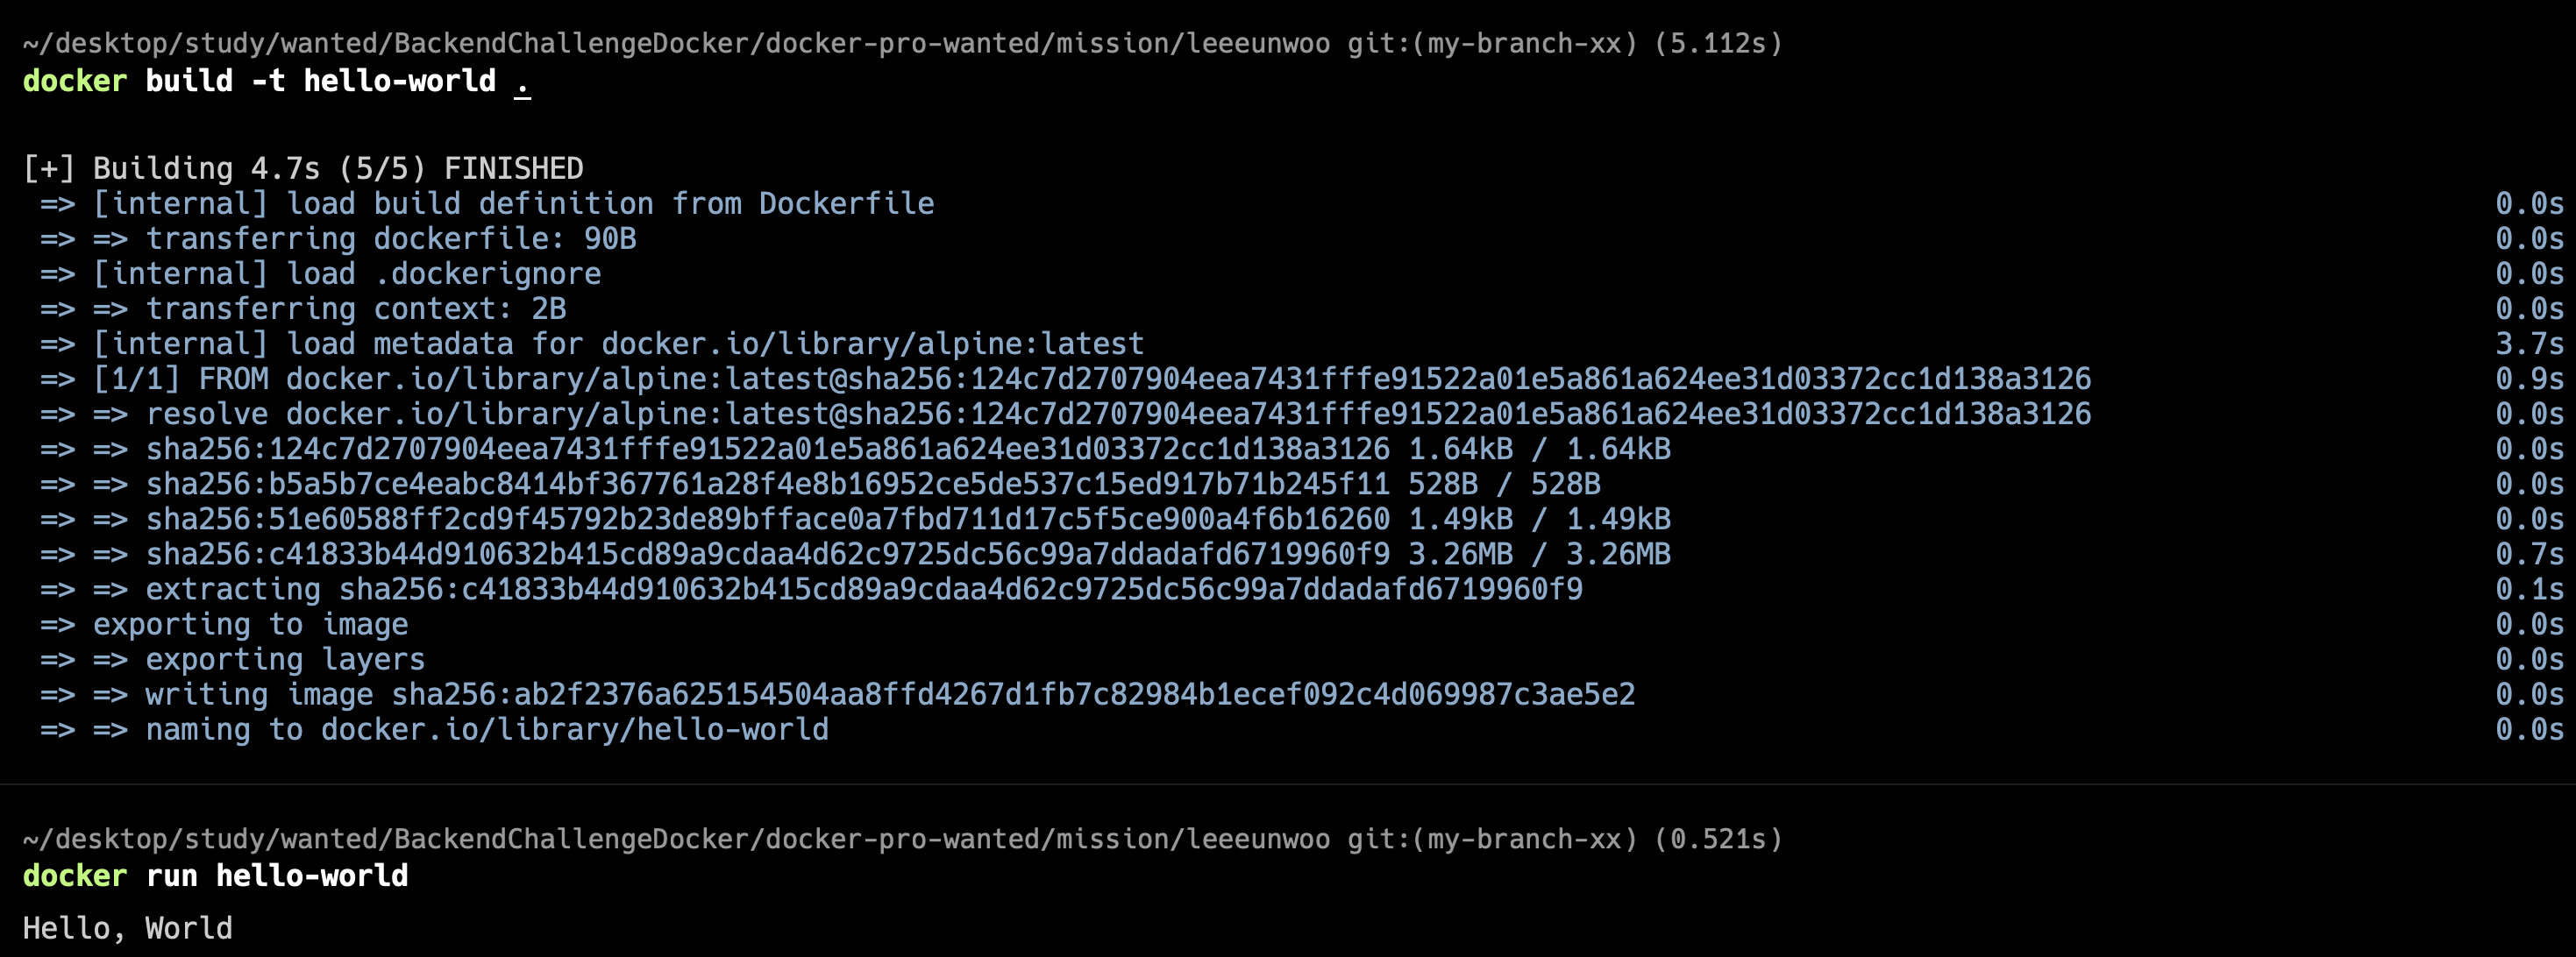 ~/desktop/study/wanted/BackendChallengeDocker/docker-pro-wanted/mission/leeeunwoo git:(my-branch-xx) (5.112s)
docker build -t hello-world .
[+] Building 4.7s (5/5) FINISHED
=> [internal] load build definition from Dockerfile 0.0s
=> => transferring dockerfile: 90B 0.0s
=> [internal] load .dockerignore 0.0s
=> => transferring context: 2B 0.0s
=> [internal] load metadata for docker.io/library/alpine:latest 3.7s
=> [1/1] FROM docker.io/library/alpine:latest@sha256:124c7d2707904eea7431fffe91522a01e5a861a624ee31d03372cc1d138a3126 0.9s
=> => resolve docker.io/library/alpine:latest@sha256:124c7d2707904eea7431fffe91522a01e5a861a624ee31d03372cc1d138a3126 0.0s
=> => sha256:124c7d2707904eea7431fffe91522a01e5a861a624ee31d03372cc1d138a3126 1.64kB / 1.64kB 0.0s
=> => sha256:b5a5b7ce4eabc8414bf367761a28f4e8b16952ce5de537c15ed917b71b245f11 528B / 528B 0.0s
=> => sha256:51e60588ff2cd9f45792b23de89bfface0a7fbd711d17c5f5ce900a4f6b16260 1.49kB / 1.49kB 0.0s
=> => sha256:c41833b44d910632b415cd89a9cdaa4d62c9725dc56c99a7ddadafd6719960f9 3.26MB / 3.26MB 0.7s
=> => extracting sha256:c41833b44d910632b415cd89a9cdaa4d62c9725dc56c99a7ddadafd6719960f9 0.1s
=> exporting to image 0.0s
=> => exporting layers 0.0s
=> => writing image sha256:ab2f2376a625154504aa8ffd4267d1fb7c82984b1ecef092c4d069987c3ae5e2 0.0s
=> => naming to docker.io/library/hello-world 0.0s
~/desktop/study/wanted/BackendChallengeDocker/docker-pro-wanted/mission/leeeunwoo git:(my-branch-xx) (0.521s)
docker run hello-world
Hello, World